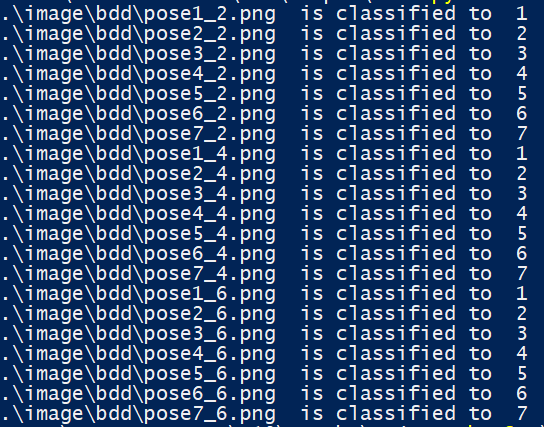 .\image\bdd\pose1_2.png  is classified to  1
.\image\bdd\pose2_2.png  is classified to  2
.\image\bdd\pose3_2.png  is classified to  3
.\image\bdd\pose4_2.png  is classified to  4
.\image\bdd\pose5_2.png  is classified to  5
.\image\bdd\pose6_2.png  is classified to  6
.\image\bdd\pose7_2.png  is classified to  7
.\image\bdd\pose1_4.png  is classified to  1
.\image\bdd\pose2_4.png  is classified to  2
.\image\bdd\pose3_4.png  is classified to  3
.\image\bdd\pose4_4.png  is classified to  4
.\image\bdd\pose5_4.png  is classified to  5
.\image\bdd\pose6_4.png  is classified to  6
.\image\bdd\pose7_4.png  is classified to  7
.\image\bdd\pose1_6.png  is classified to  1
.\image\bdd\pose2_6.png  is classified to  2
.\image\bdd\pose3_6.png  is classified to  3
.\image\bdd\pose4_6.png  is classified to  4
.\image\bdd\pose5_6.png  is classified to  5
.\image\bdd\pose6_6.png  is classified to  6
.\image\bdd\pose7_6.png  is classified to  7